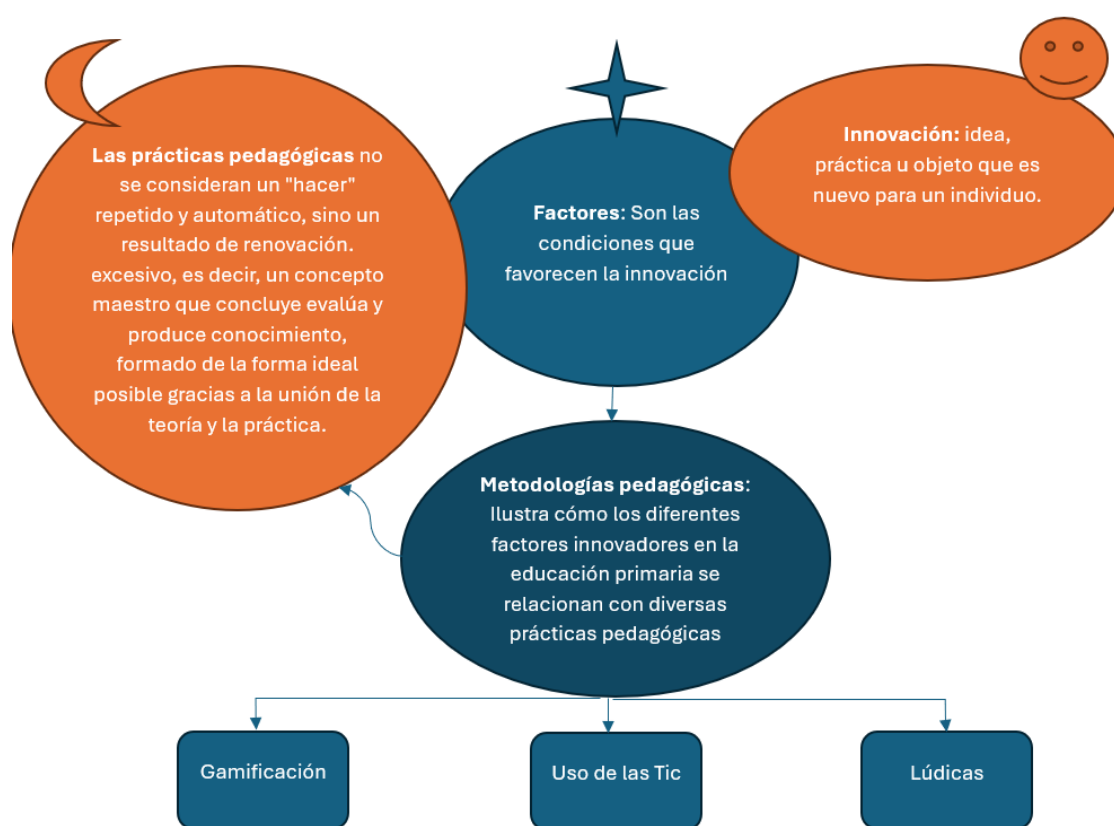 Las prácticas pedagógicas no
se consideran un "hacer"
repetido y automático, sino un
resultado de renovación.
excesivo, es decir, un concepto
maestro que concluye evalúa y
produce conocimiento,
formado de la forma ideal
posible gracias a la unión de la
teoría y la práctica.
Factores: Son las
condiciones que
favorecen la innovación
Innovación: idea,
práctica u objeto que es
nuevo para un individuo.
Metodologías pedagógicas:
Ilustra cómo los diferentes
factores innovadores en la
educación primaria se
relacionan con diversas
prácticas pedagógicas
Gamificación
Uso de las Tic
Lúdicas